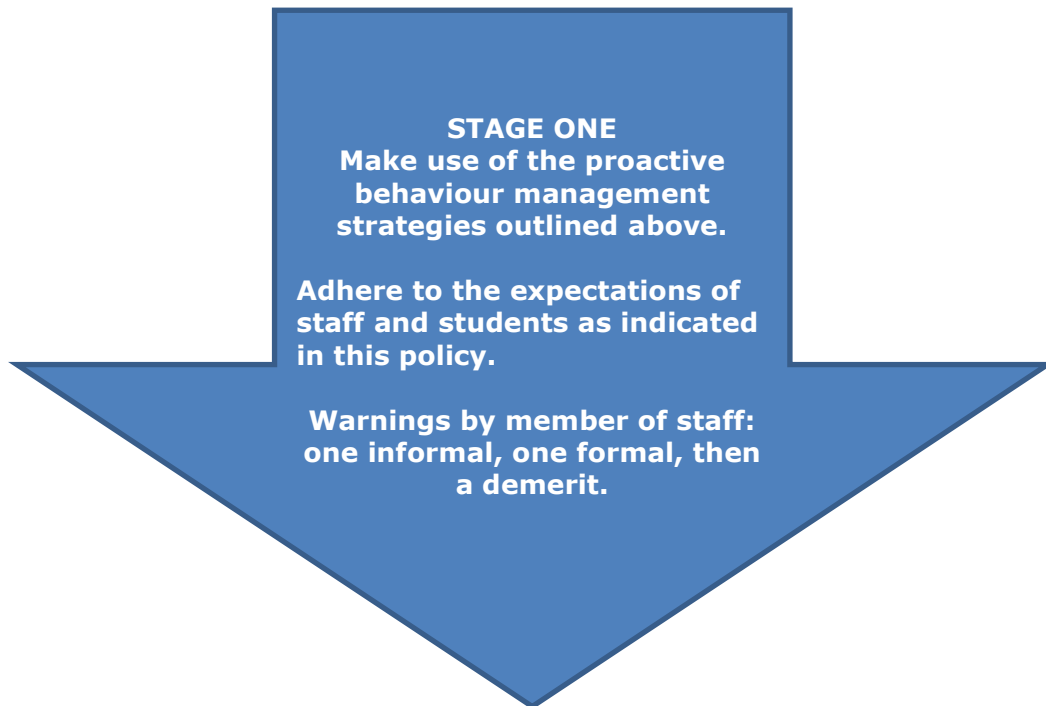 STAGE ONE
Make use of the proactive
behaviour management
strategies outlined above.
Adhere to the expectations of
staff and students as indicated
in this policy.
Warnings by member of staff:
one informal, one formal, then
a demerit.